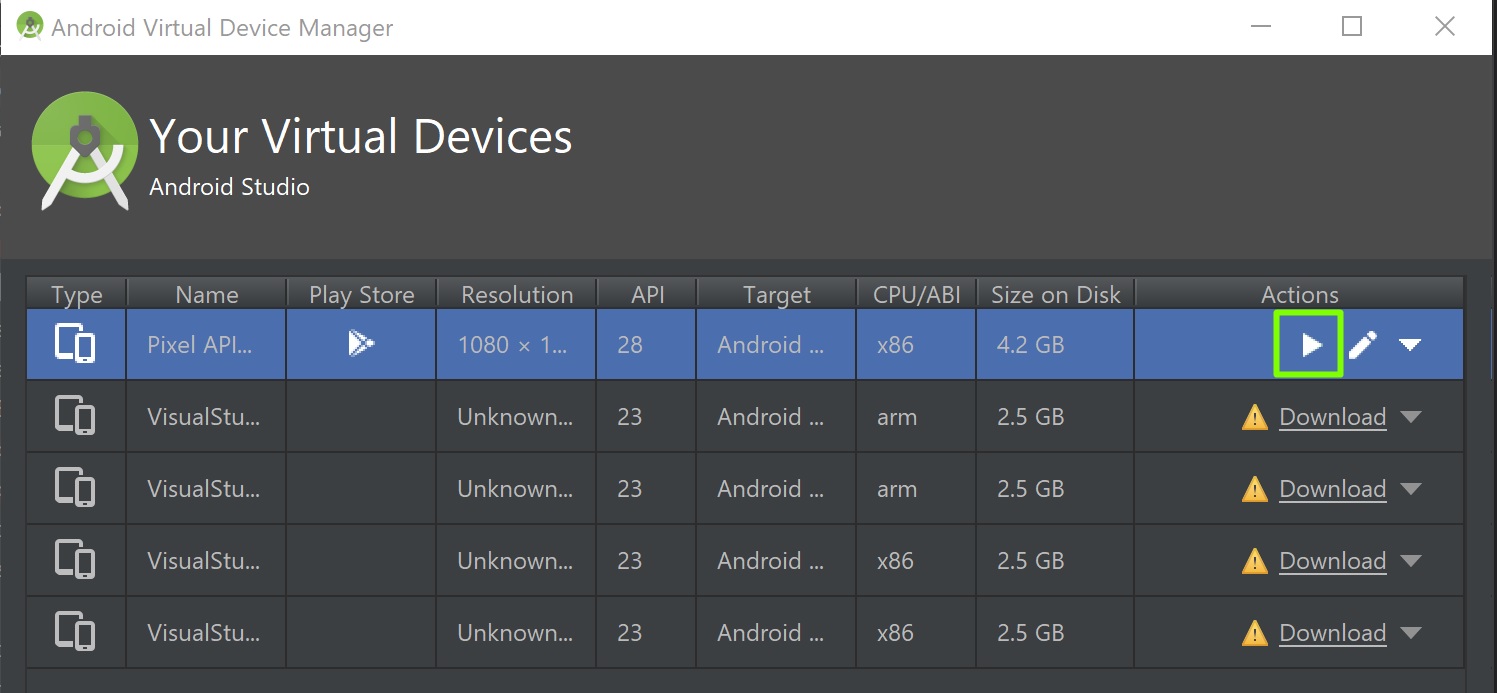 Android Virtual Device Manager
Your Virtual Devices
Android Studio
Type Name Play Store Resolution API Target CPU/ABI Size on Disk Actions
Pixel API... 1080 × 1... 28 Android ... x86 4.2 GB
VisualStu... Unknown... 23 Android ... arm 2.5 GB Download
VisualStu... Unknown... 23 Android ... arm 2.5 GB Download
VisualStu... Unknown... 23 Android ... x86 2.5 GB Download
VisualStu... Unknown... 23 Android ... x86 2.5 GB Download